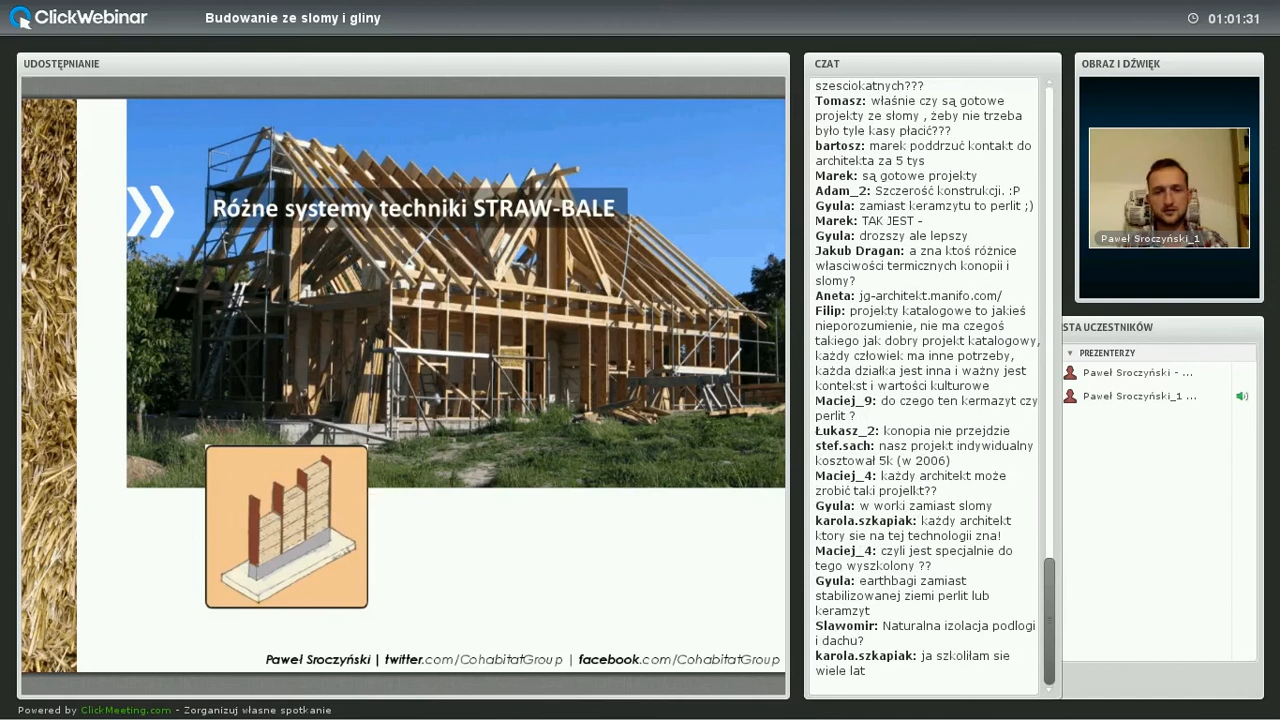 ClickWebinar
Budowanie ze slomy i gliny
01:01:31
UDOSTĘPNIANIE
Różne systemy techniki STRAW-BALE
Paweł Sroczyński | twitter.com/CohabitatGroup | facebook.com/CohabitatGroup
CZAT
szesciokatnych???
Tomasz: właśnie czy są gotowe
projekty ze słomy , żeby nie trzeba
było tyle kasy płacić???
bartosz: marek poddrzuć kontakt do
architekta za 5 tys
Marek: są gotowe projekty
Adam_2: Szczerość konstrukcji. :P
Gyula: zamiast keramzytu to perlit ;)
Marek: TAK JEST -
Gyula: drozszy ale lepszy
Jakub Dragan: a zna ktoś różnice
własciwości termicznych konopii i
slomy?
Aneta: jg-architekt.manifo.com/
Filip: projekty katalogowe to jakieś
nieporozumienie, nie ma czegoś
takiego jak dobry projekt katalogowy,
każdy człowiek ma inne potrzeby,
każda działka jest inna i ważny jest
kontekst i wartości kulturowe
Maciej_9: do czego ten kermazyt czy
perlit ?
Łukasz_2: konopia nie przejdzie
stef.sach: nasz projekt indywidualny
kosztował 5k (w 2006)
Maciej_4: każdy architekt może
zrobić taki projelkt??
Gyula: w worki zamiast slomy
karola.szkapiak: każdy architekt
ktory sie na tej technologii zna!
Maciej_4: czyli jest specjalnie do
tego wyszkolony ??
Gyula: earthbagi zamiast
stabilizowanej ziemi perlit lub
keramzyt
Slawomir: Naturalna izolacja podlogi
i dachu?
karola.szkapiak: ja szkoliłam sie
wiele lat
OBRAZ I DŹWIĘK
Paweł Sroczyński_1
STA UCZESTNIKÓW
PREZENTERZY
Paweł Sroczyński - ...
Paweł Sroczyński_1 ...
Powered by ClickMeeting.com - Zorganizuj własne spotkanie